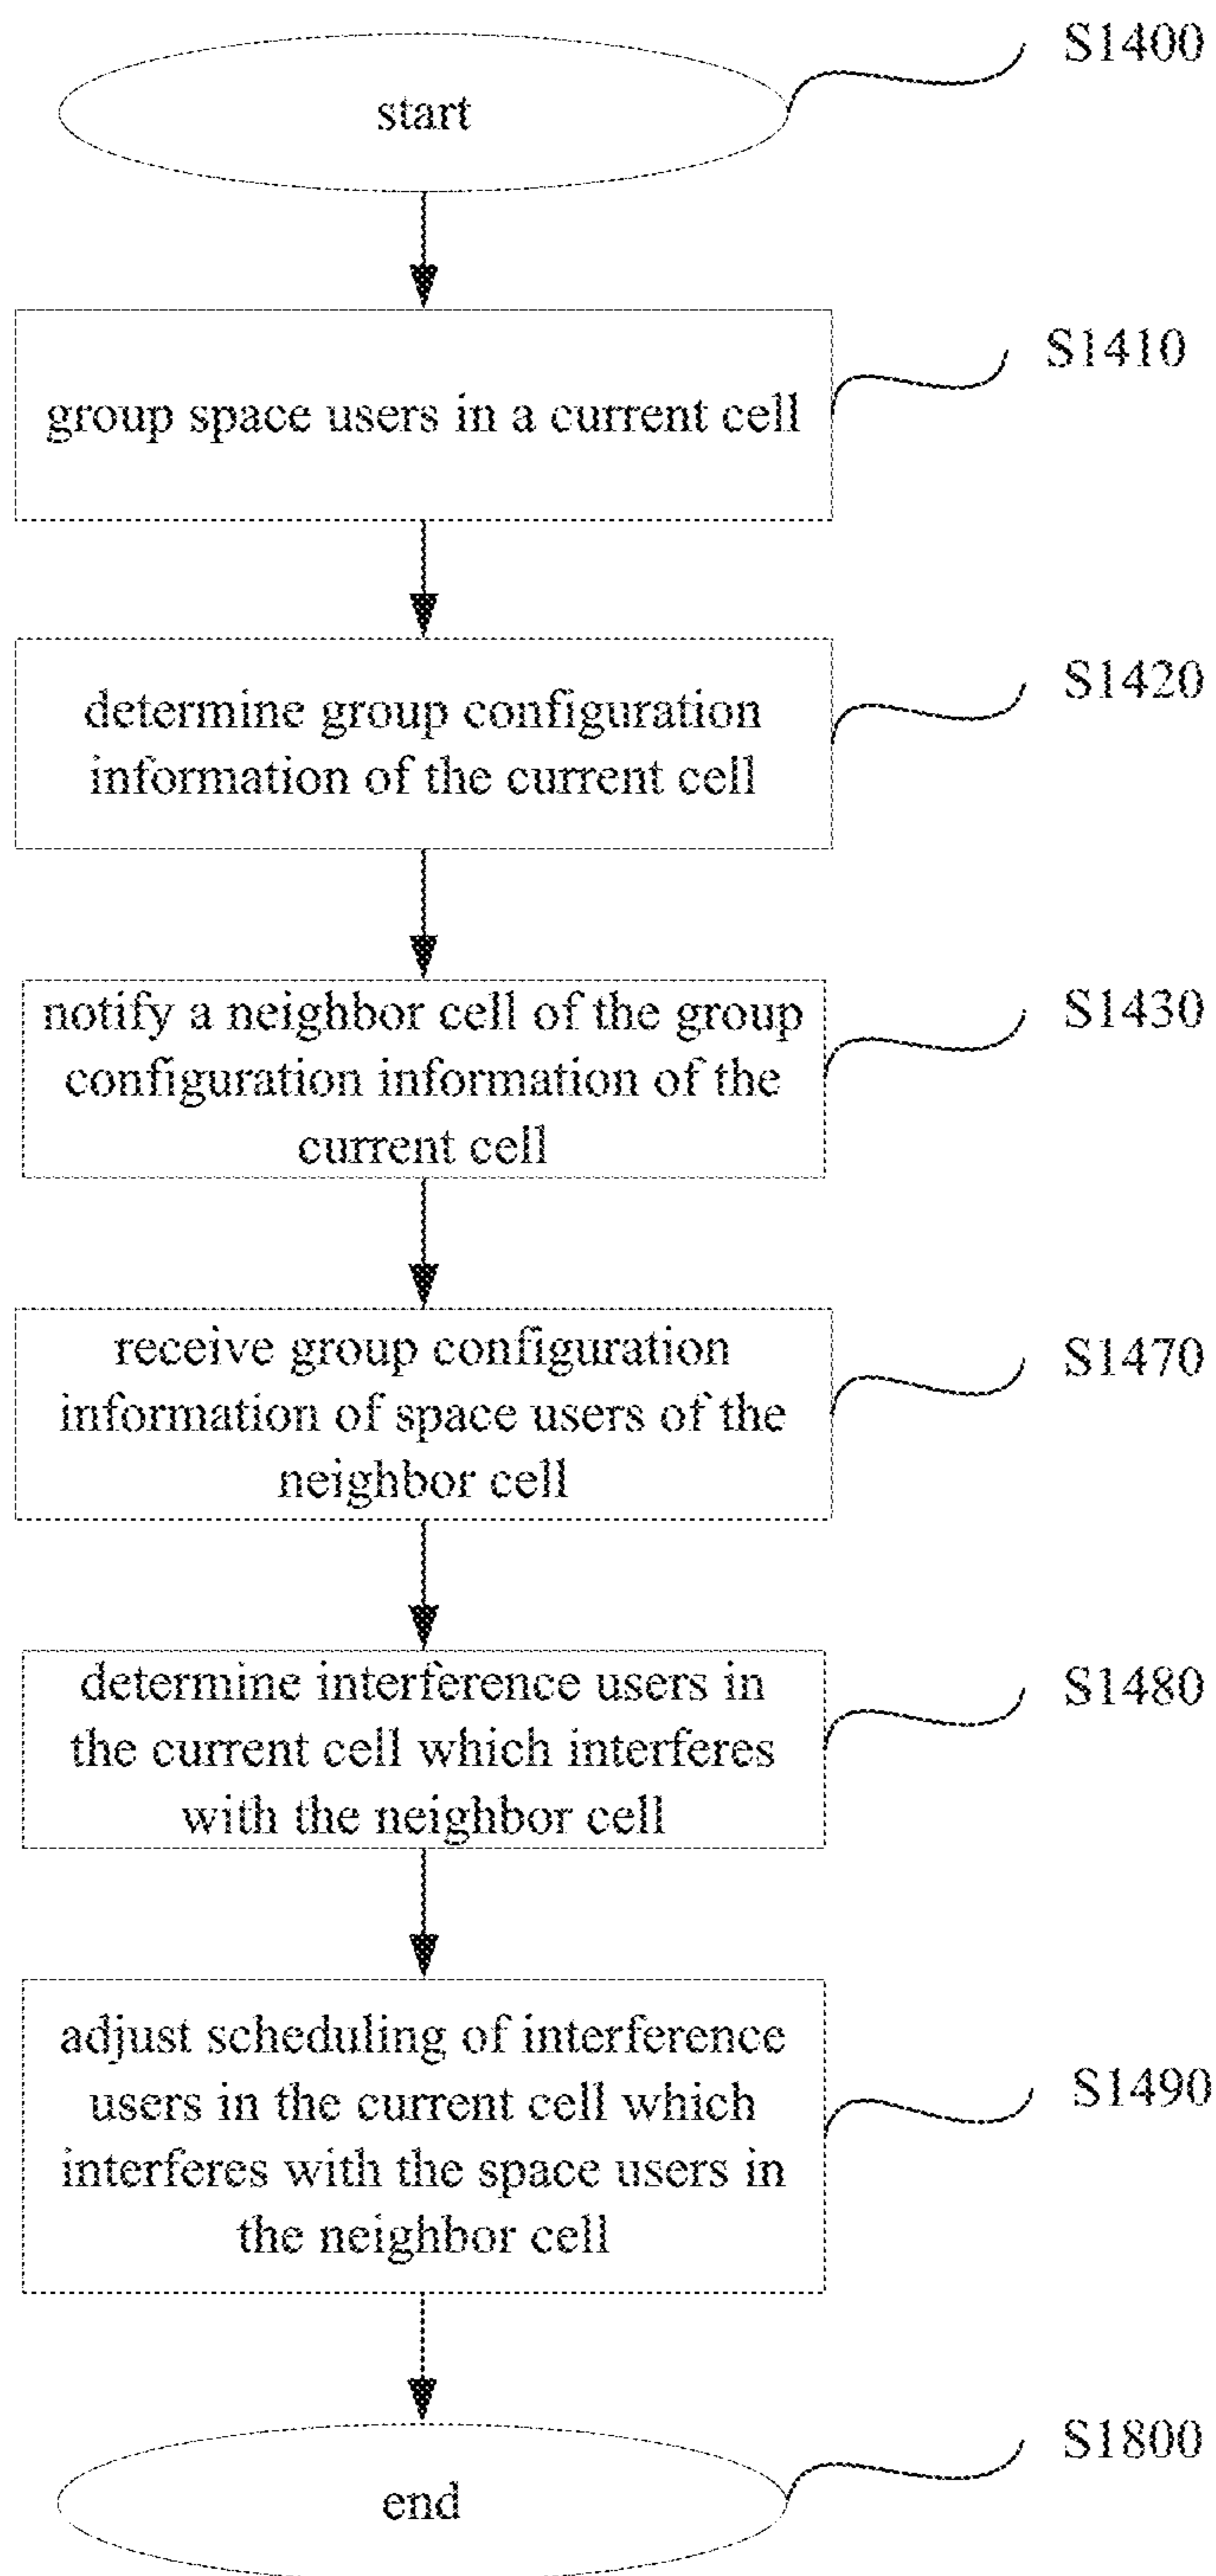 S1400
start
S1410
group space users in a current cell
S1420
determine group configuration
information of the current cell
S1430
notify a neighbor cell of the group
configuration information of the
current cell
S1470
receive group configuration
information of space users of the
neighbor cell
S1480
determine interference users in
the current cell which interferes
with the neighbor cell
S1490
adjust scheduling of interference
users in the current cell which
interferes with the space users in
the neighbor cell
S1800
end